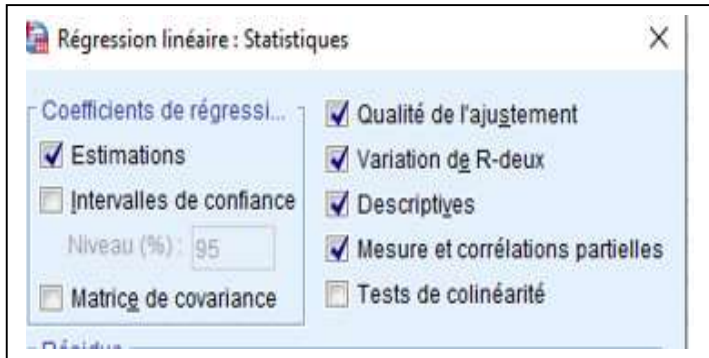 Régression linéaire : Statistiques
Coefficients de régressi...
Estimations
Intervalles de confiance
Niveau (%) : 95
Matrice de covariance
Qualité de l'ajustement
Variation de R-deux
Descriptives
Mesure et corrélations partielles
Tests de colinéarité